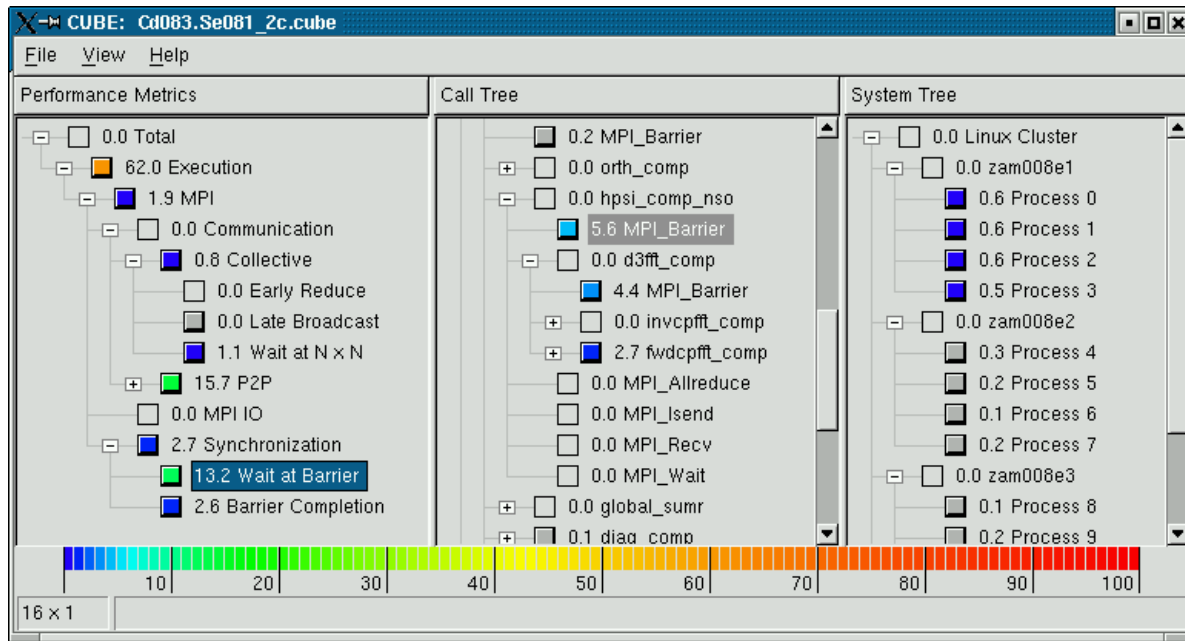 CUBE: Cd083.Se081_2c.cube
File View Help
Performance Metrics
0.0 Total
62.0 Execution
1.9 MPI
0.0 Communication
0.8 Collective
0.0 Early Reduce
0.0 Late Broadcast
1.1 Wait at N × N
15.7 P2P
0.0 MPI IO
2.7 Synchronization
13.2 Wait at Barrier
2.6 Barrier Completion
Call Tree
0.2 MPI_Barrier
0.0 orth_comp
0.0 hpsi_comp_nso
5.6 MPI_Barrier
0.0 d3fft_comp
4.4 MPI_Barrier
0.0 invcpfft_comp
2.7 fwdcpfft_comp
0.0 MPI_Allreduce
0.0 MPI_Isend
0.0 MPI_Recv
0.0 MPI_Wait
0.0 global_sumr
0.1 diag_comp
System Tree
0.0 Linux Cluster
0.0 zam008e1
0.6 Process 0
0.6 Process 1
0.6 Process 2
0.5 Process 3
0.0 zam008e2
0.3 Process 4
0.2 Process 5
0.1 Process 6
0.2 Process 7
0.0 zam008e3
0.1 Process 8
0.2 Process 9
10 20 30 40 50 60 70 80 90 100
16 × 1